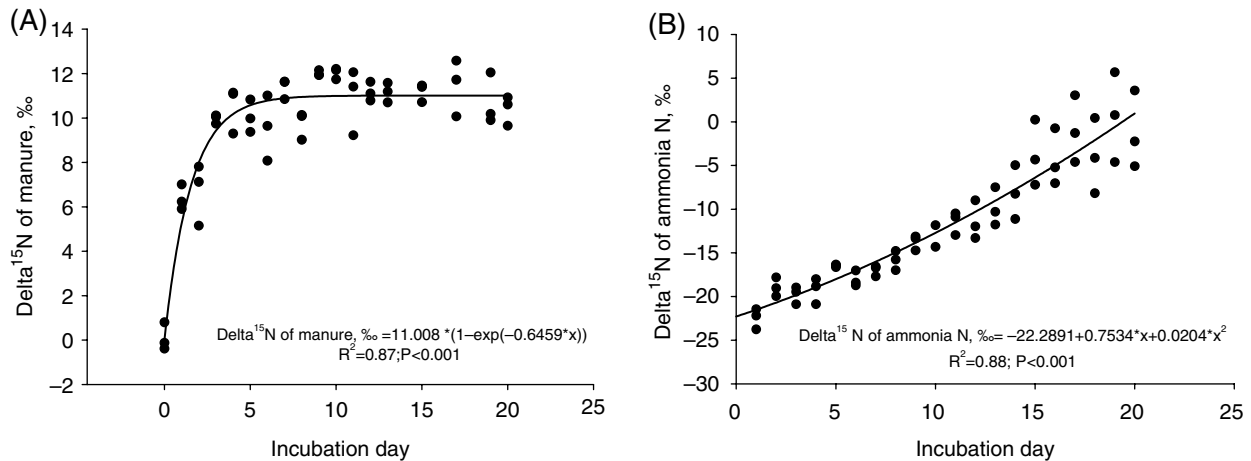 (A)
14
12
10
8
6
4
2
0
−2
Delta¹⁵N of manure, ‰
Delta¹⁵N of manure, ‰ =11.008 *(1−exp(−0.6459*x))
R²=0.87;P<0.001
0 5 10 15 20 25
Incubation day
(B)
10
5
0
−5
−10
−15
−20
−25
−30
Delta¹⁵N of ammonia N, ‰
Delta¹⁵ N of ammonia N, ‰= −22.2891+0.7534*x+0.0204*x²
R²=0.88; P<0.001
0 5 10 15 20 25
Incubation day